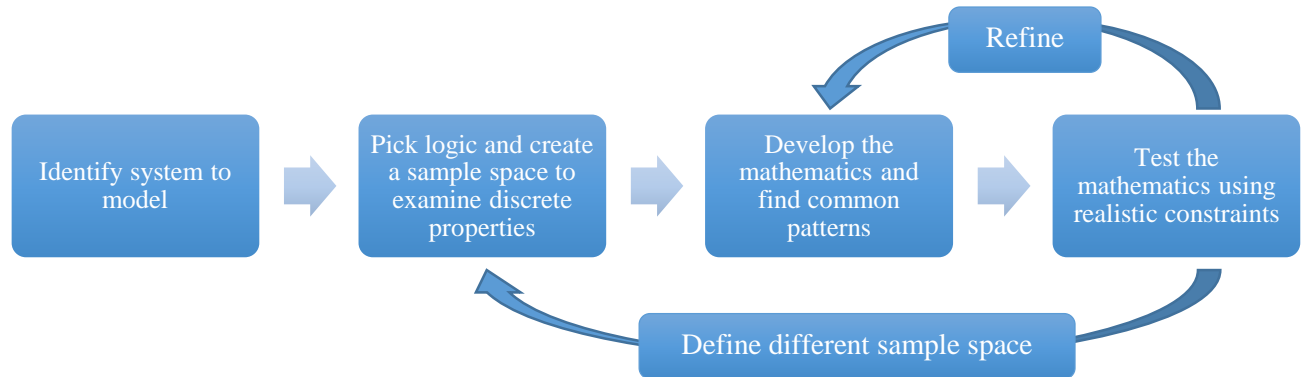 Refine
Identify system to
model
Pick logic and create
a sample space to
examine discrete
properties
Develop the
mathematics and
find common
patterns
Test the
mathematics using
realistic constraints
Define different sample space